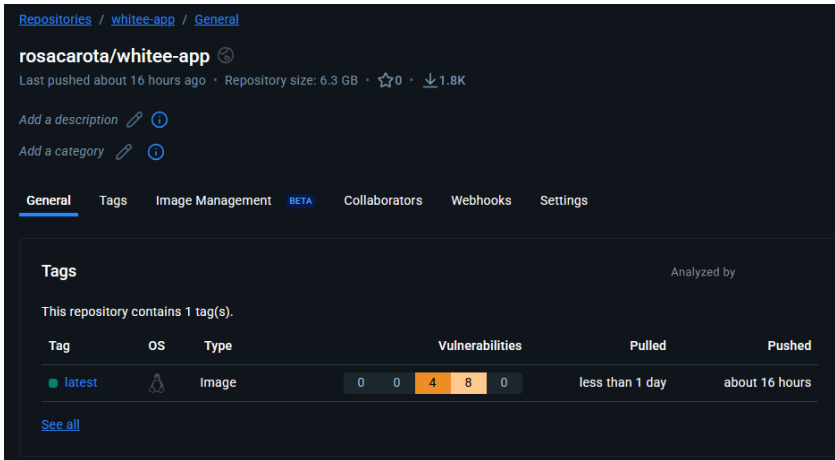 Repositories / whitee-app / General
rosacarota/whitee-app
Last pushed about 16 hours ago • Repository size: 6.3 GB • 0 • 1.8K
Add a description
Add a category
General Tags Image Management BETA Collaborators Webhooks Settings
Tags
Analyzed by
This repository contains 1 tag(s).
Tag OS Type Vulnerabilities Pulled Pushed
latest Image 0 0 4 8 0 less than 1 day about 16 hours
See all